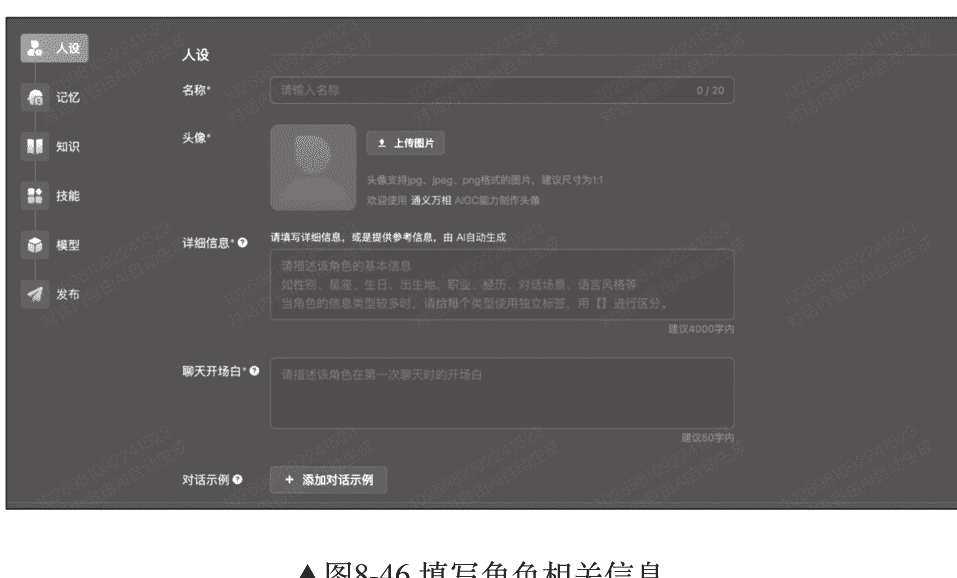 人设
人设
名称*
请输入名称
0 / 20
记忆
头像*
上传图片
知识
头像支持jpg、jpeg、png格式的图片，建议尺寸为1:1
欢迎使用 通义万相 AIGC能力制作头像
技能
详细信息*
请填写详细信息，或是提供参考信息，由 AI自动生成
模型
请描述该角色的基本信息
如性别、星座、生日、出生地、职业、经历、对话场景、语言风格等
当角色的信息类型较多时，请给每个类型使用独立标签，用【】进行区分。
发布
建议4000字内
聊天开场白*
请描述该角色在第一次聊天时的开场白
建议50字内
对话示例
+ 添加对话示例
▲图8-46 填写角色相关信息